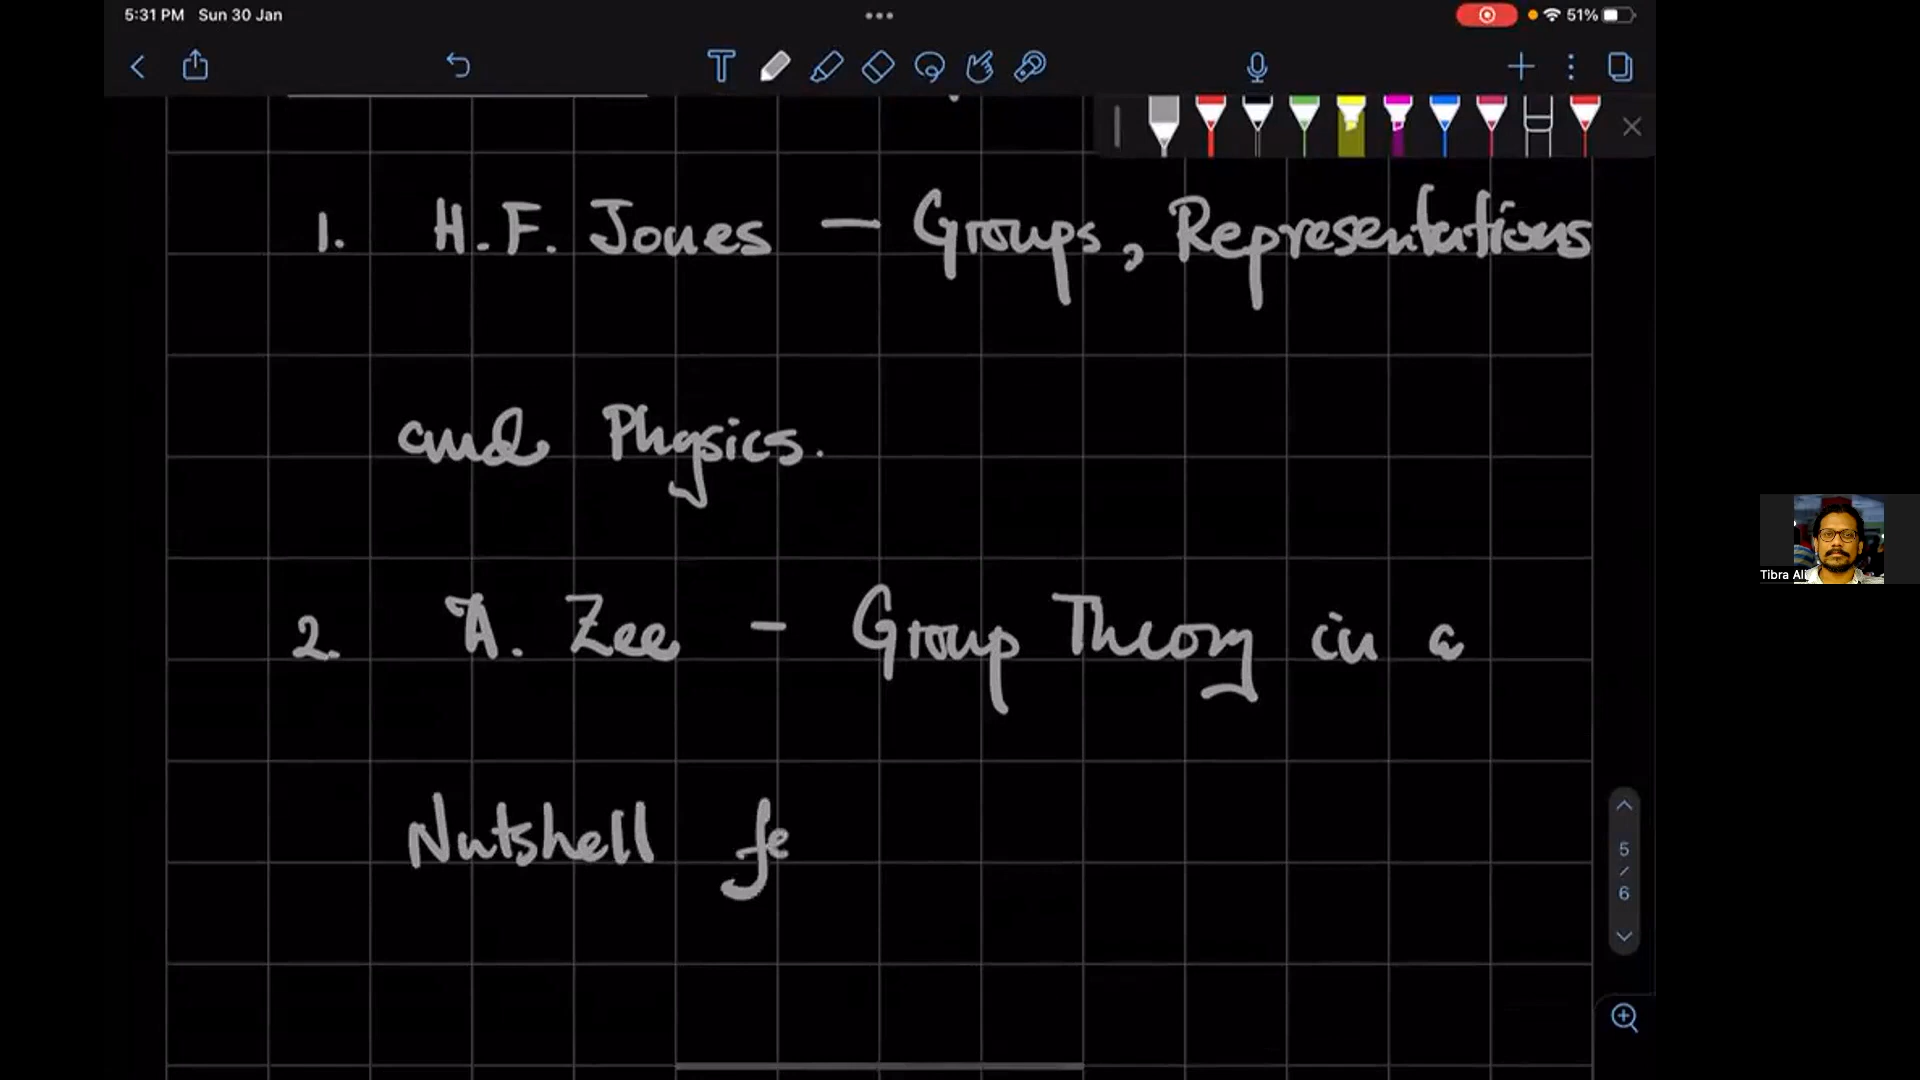 5:31 PM Sun 30 Jan
51%
1. H.F. Jones - Groups, Representations
and Physics.
2. A. Zee - Group Theory in a
Nutshell fo
5
/
6
Tibra Ali